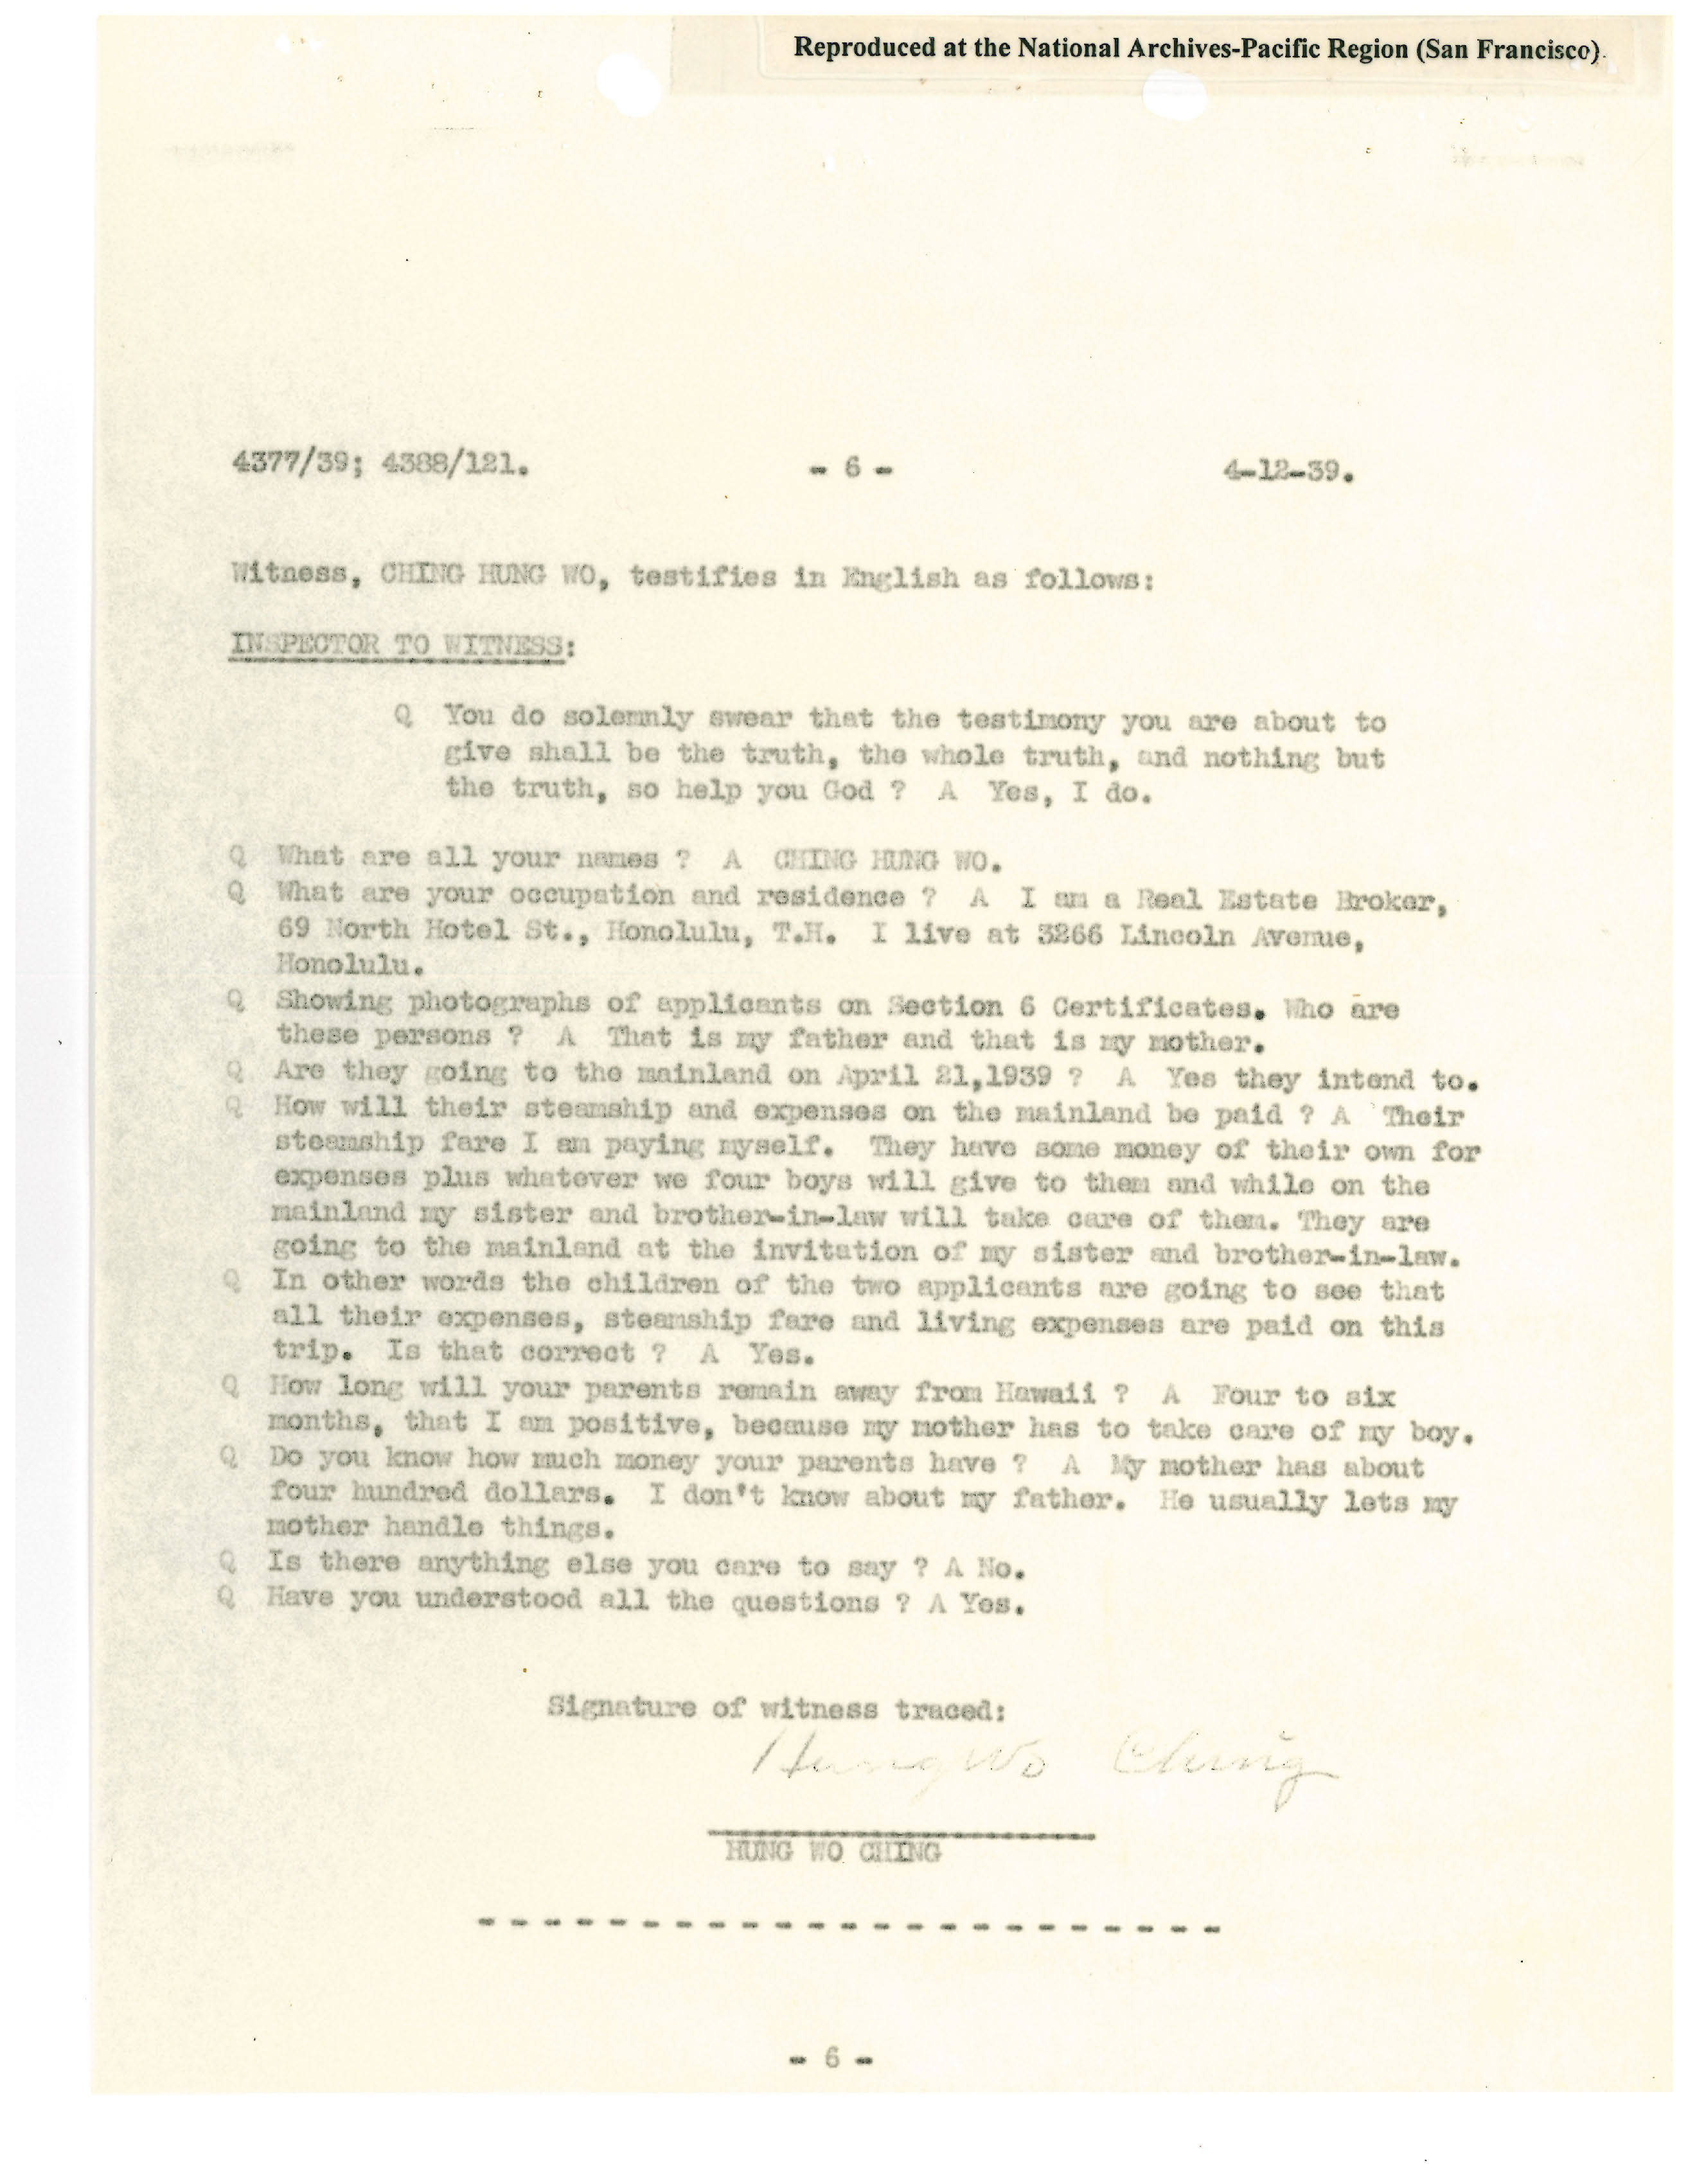 Reproduced at the National Archives-Pacific Region (San Francisco).
4377/39; 4388/121. - 6 - 4-12-39.
Witness, CHING HUNG WO, testifies in English as follows:
INSPECTOR TO WITNESS:
Q You do solemnly swear that the testimony you are about to
give shall be the truth, the whole truth, and nothing but
the truth, so help you God ? A Yes, I do.
Q What are all your names ? A CHING HUNG WO.
Q What are your occupation and residence ? A I am a Real Estate Broker,
69 North Hotel St., Honolulu, T.H. I live at 3266 Lincoln Avenue,
Honolulu.
Q Showing photographs of applicants on Section 6 Certificates. Who are
these persons ? A That is my father and that is my mother.
Q Are they going to the mainland on April 21,1939 ? A Yes they intend to.
Q How will their steamship and expenses on the mainland be paid ? A Their
steamship fare I am paying myself. They have some money of their own for
expenses plus whatever we four boys will give to them and while on the
mainland my sister and brother-in-law will take care of them. They are
going to the mainland at the invitation of my sister and brother-in-law.
Q In other words the children of the two applicants are going to see that
all their expenses, steamship fare and living expenses are paid on this
trip. Is that correct ? A Yes.
Q How long will your parents remain away from Hawaii ? A Four to six
months, that I am positive, because my mother has to take care of my boy.
Q Do you know how much money your parents have ? A My mother has about
four hundred dollars. I don't know about my father. He usually lets my
mother handle things.
Q Is there anything else you care to say ? A No.
Q Have you understood all the questions ? A Yes.
Signature of witness traced:
Hung Wo Ching
HUNG WO CHING
- - - - - - - - - - - - - - - - - - - - - - -
- 6 -